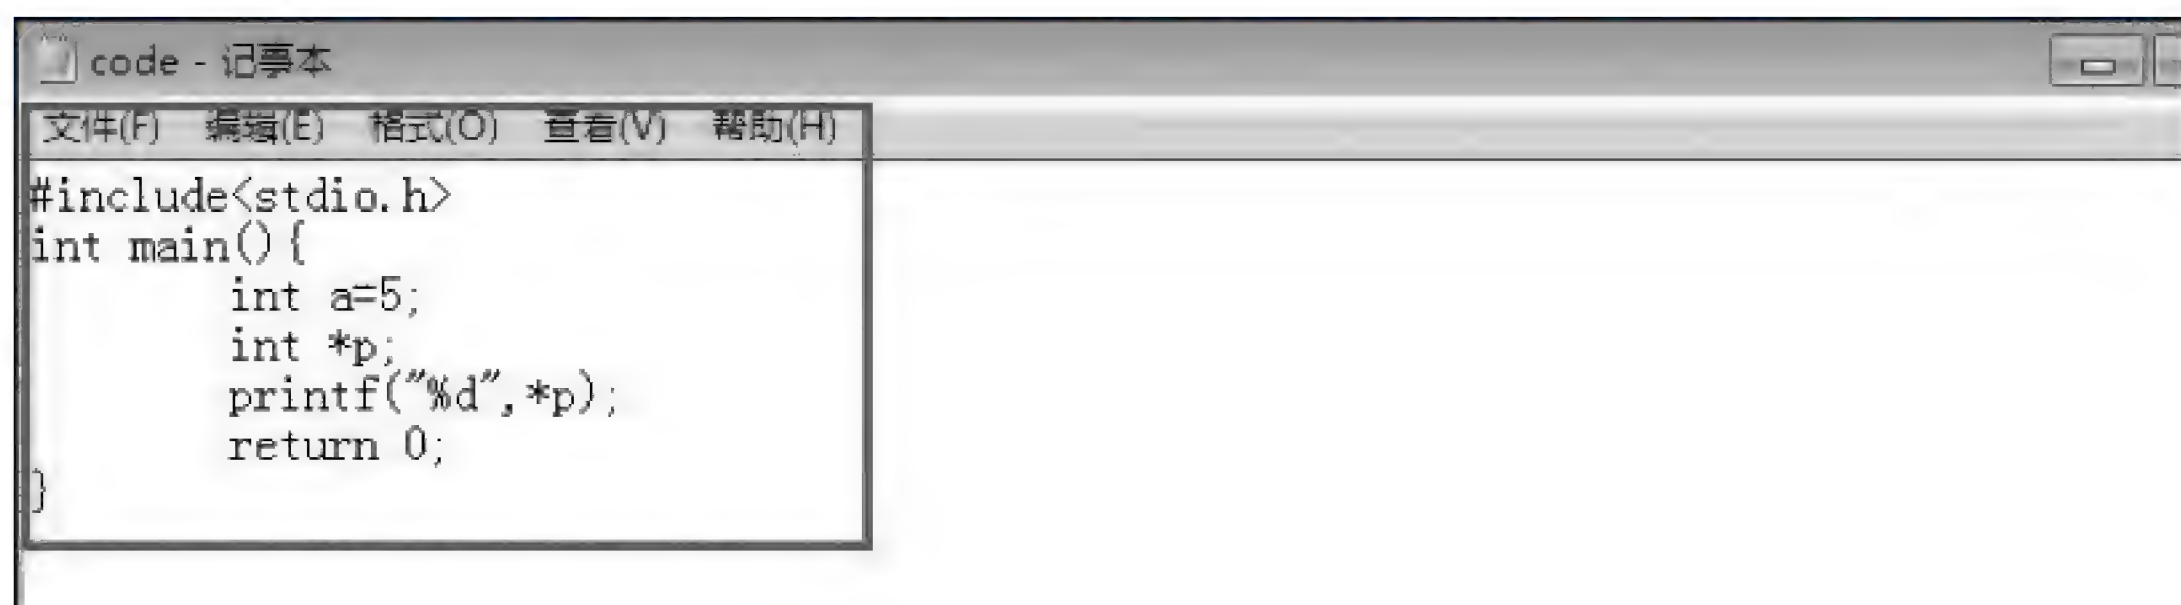 code - 记事本
文件(F) 编辑(E) 格式(O) 查看(V) 帮助(H)
#include<stdio.h>
int main(){
        int a=5;
        int *p;
        printf("%d",*p);
        return 0;
}